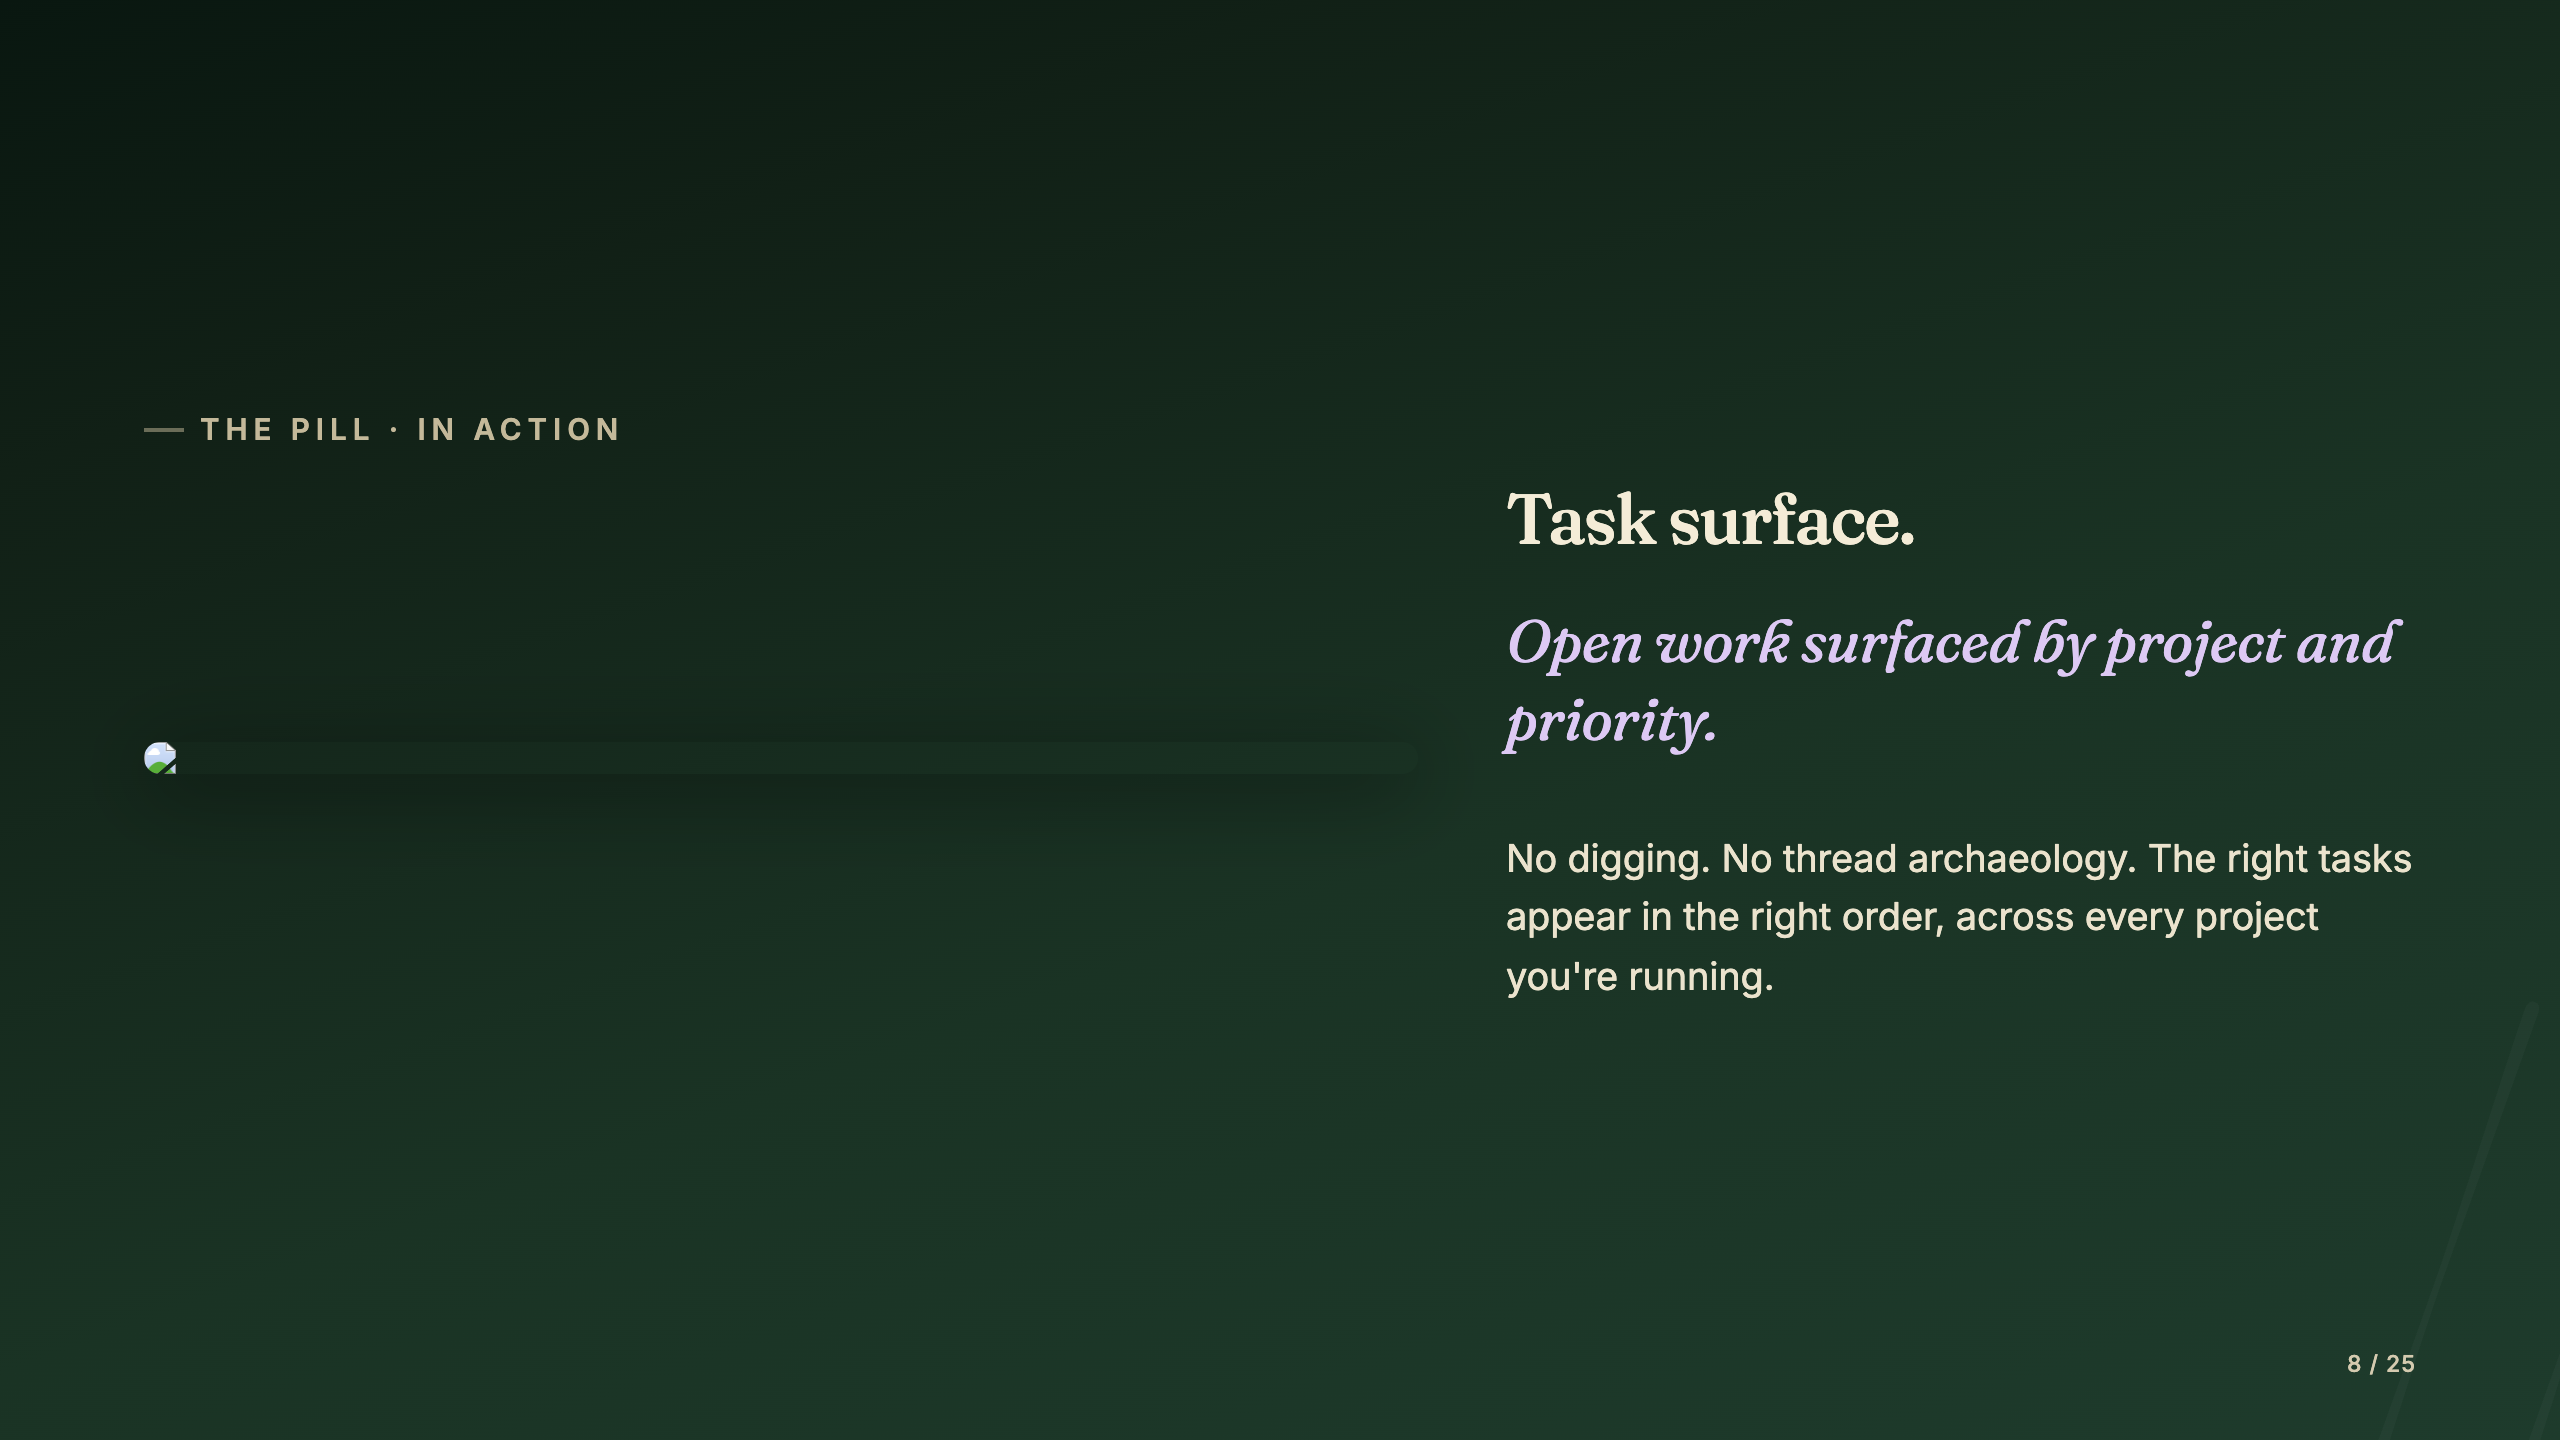 THE PILL · IN ACTION
Task surface.
Open work surfaced by project and
priority.
No digging. No thread archaeology. The right tasks
appear in the right order, across every project
you're running.
8 / 25